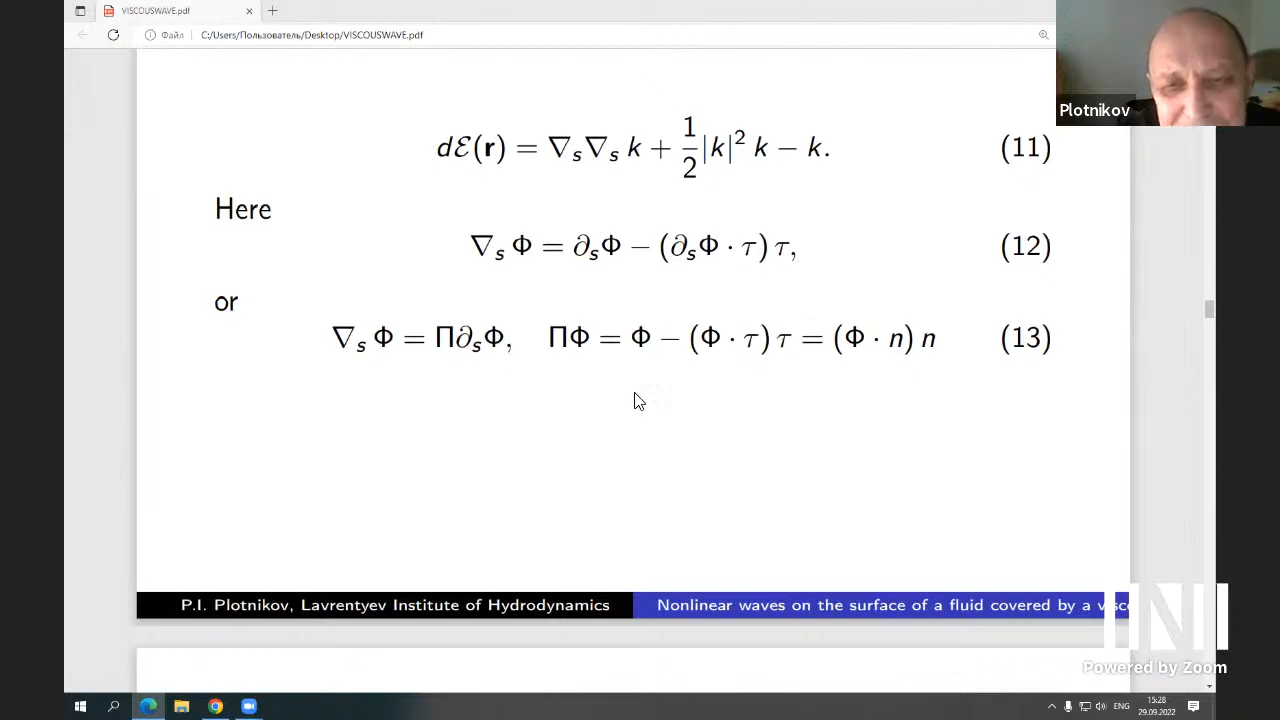 VISCOUSWAVE.pdf
Файл
C:/Users/Пользователь/Desktop/VISCOUSWAVE.pdf
Plotnikov
dℰ(r) = ∇ₛ∇ₛ k + 1/2 |k|² k − k. (11)
Here
∇ₛ Φ = ∂ₛΦ − (∂ₛΦ · τ) τ, (12)
or
∇ₛ Φ = Π∂ₛΦ, ΠΦ = Φ − (Φ · τ) τ = (Φ · n) n (13)
P.I. Plotnikov, Lavrentyev Institute of Hydrodynamics
Nonlinear waves on the surface of a fluid covered by a
Powered by Zoom
ENG
15:28
29.09.2022